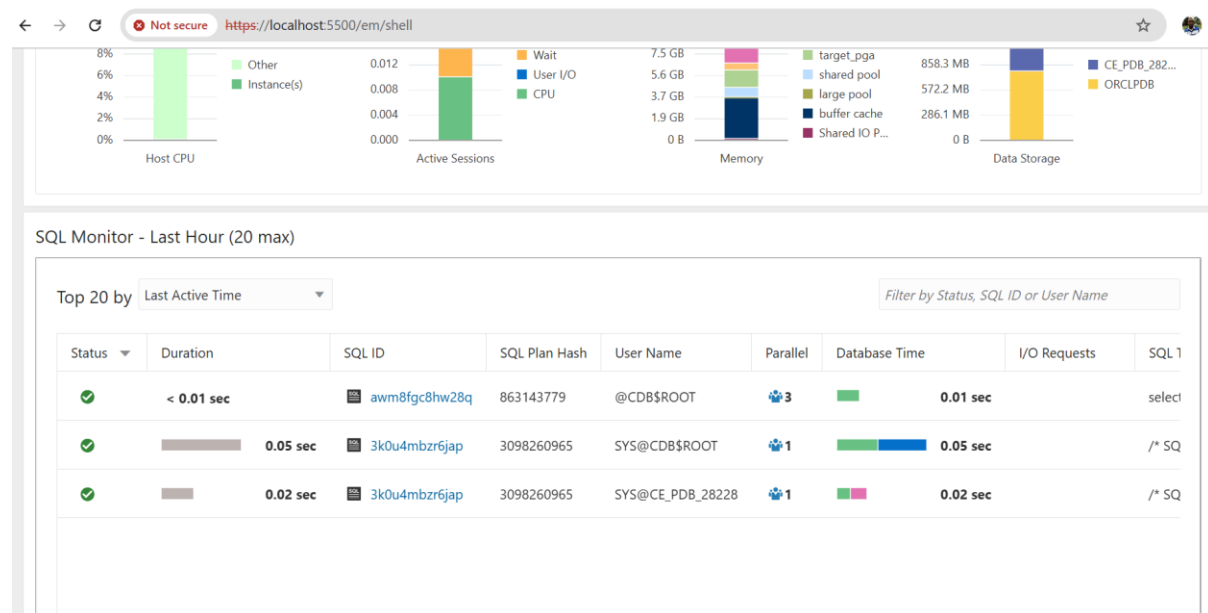 Not secure https://localhost:5500/em/shell
8%
6%
4%
2%
0%
Host CPU
Other
Instance(s)
0.012
0.008
0.004
0.000
Active Sessions
Wait
User I/O
CPU
7.5 GB
5.6 GB
3.7 GB
1.9 GB
0 B
Memory
target_pga
shared pool
large pool
buffer cache
Shared IO P...
858.3 MB
572.2 MB
286.1 MB
0 B
Data Storage
CE_PDB_282...
ORCLPDB
SQL Monitor - Last Hour (20 max)
Top 20 by Last Active Time Filter by Status, SQL ID or User Name
Status Duration SQL ID SQL Plan Hash User Name Parallel Database Time I/O Requests SQL T
< 0.01 sec SQL awm8fgc8hw28q 863143779 @CDB$ROOT 3 0.01 sec select
0.05 sec SQL 3k0u4mbzr6jap 3098260965 SYS@CDB$ROOT 1 0.05 sec /* SQ
0.02 sec SQL 3k0u4mbzr6jap 3098260965 SYS@CE_PDB_28228 1 0.02 sec /* SQ